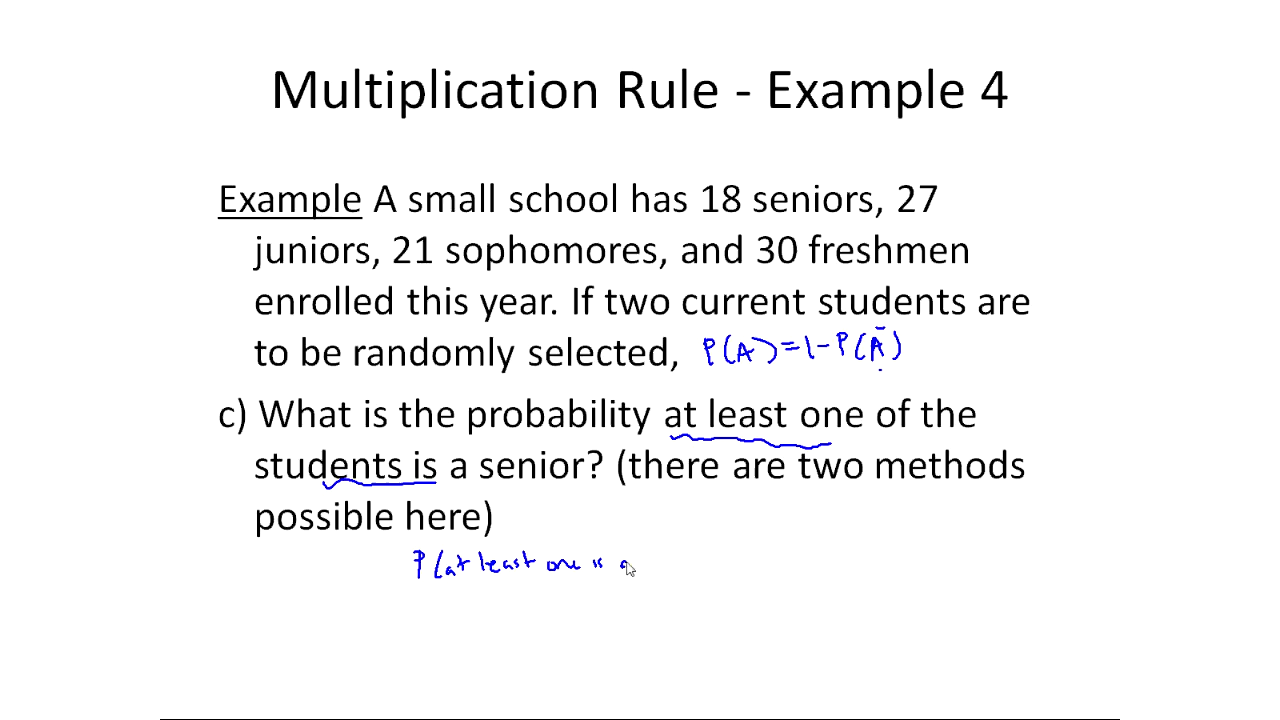 Multiplication Rule - Example 4
Example A small school has 18 seniors, 27
juniors, 21 sophomores, and 30 freshmen
enrolled this year. If two current students are
to be randomly selected, P(A)=1-P(Ā)
c) What is the probability at least one of the
students is a senior? (there are two methods
possible here)
P(at least one is